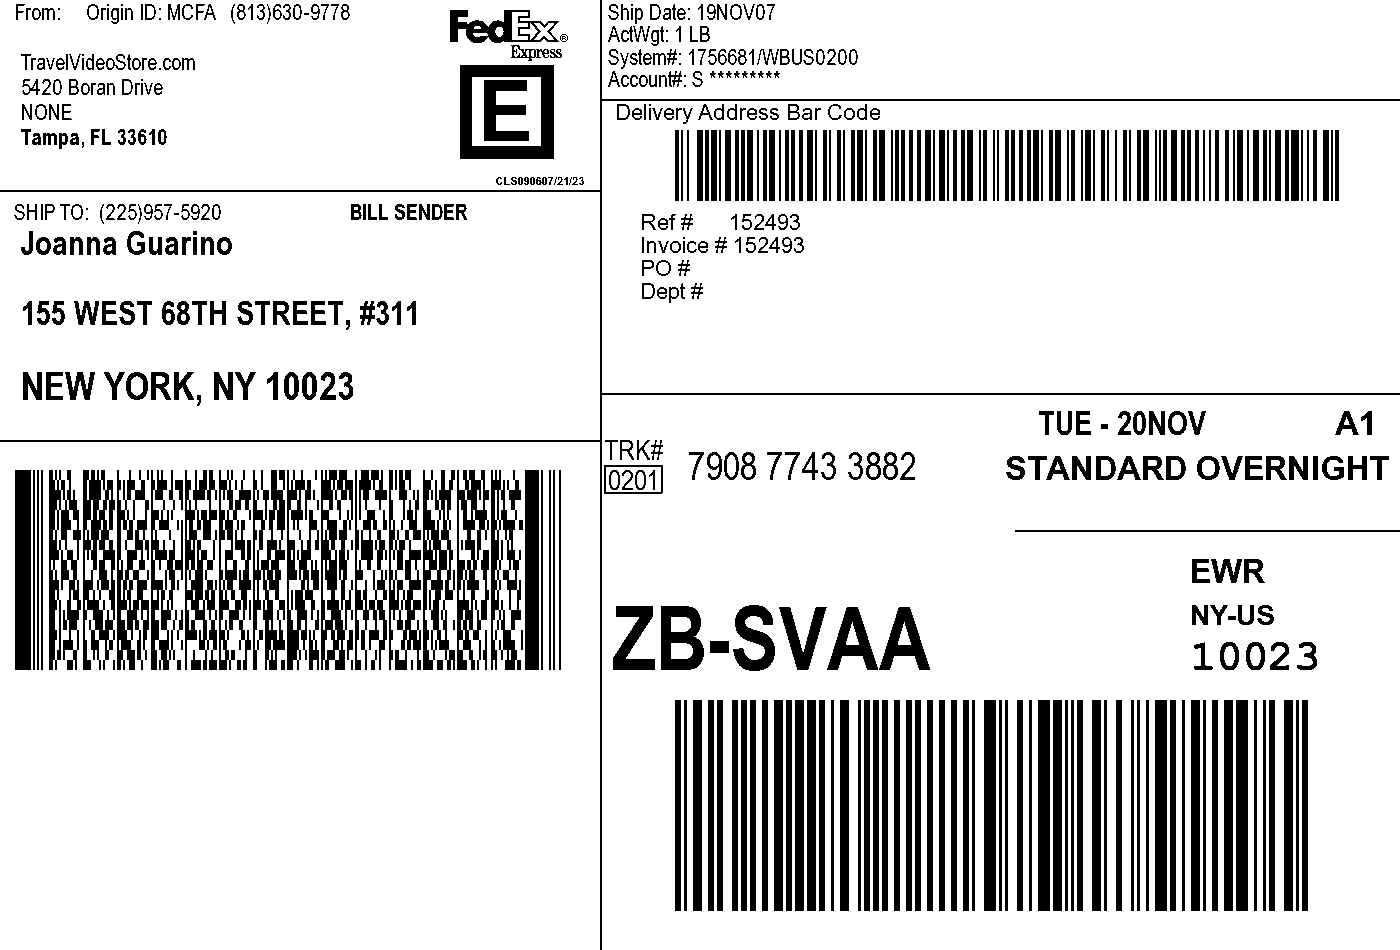 From: Origin ID: MCFA (813)630-9778
TravelVideoStore.com
5420 Boran Drive
NONE
Tampa, FL 33610
FedEx®
Express
E
CLS090607/21/23
Ship Date: 19NOV07
ActWgt: 1 LB
System#: 1756681/WBUS0200
Account#: S *********
Delivery Address Bar Code
Ref # 152493
Invoice # 152493
PO #
Dept #
SHIP TO: (225)957-5920 BILL SENDER
Joanna Guarino
155 WEST 68TH STREET, #311
NEW YORK, NY 10023
TUE - 20NOV A1
TRK# 7908 7743 3882 STANDARD OVERNIGHT
0201
EWR
ZB-SVAA NY-US
10023